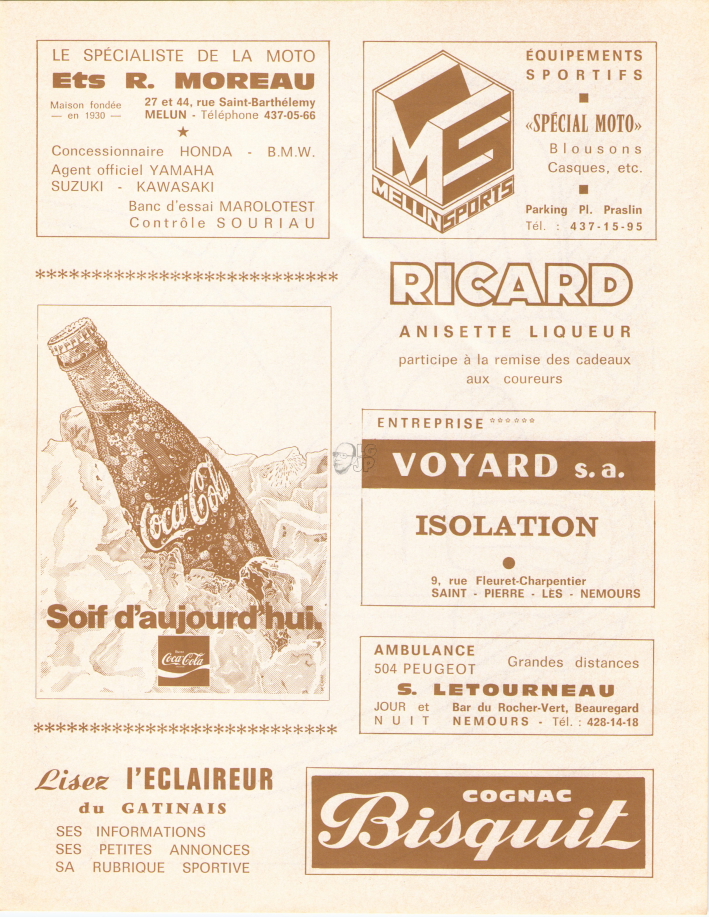 LE SPÉCIALISTE DE LA MOTO
Ets R. MOREAU
Maison fondée
— en 1930 —
27 et 44, rue Saint-Barthélemy
MELUN - Téléphone 437-05-66
★
Concessionnaire HONDA - B.M.W.
Agent officiel YAMAHA
SUZUKI - KAWASAKI
Banc d'essai MAROLOTEST
Contrôle SOURIAU
MS
MELLIN SPORTS
ÉQUIPEMENTS
SPORTIFS
■
«SPÉCIAL MOTO»
Blousons
Casques, etc.
■
Parking Pl. Praslin
Tél. : 437-15-95
***************************
RICARD
ANISETTE LIQUEUR
participe à la remise des cadeaux
aux coureurs
Coca-Cola
Soif d'aujourd'hui.
Coca-Cola
ENTREPRISE ******
VOYARD s.a.
ISOLATION
●
9, rue Fleuret-Charpentier
SAINT - PIERRE - LES - NEMOURS
AMBULANCE
504 PEUGEOT
Grandes distances
S. LETOURNEAU
JOUR et
NUIT
Bar du Rocher-Vert, Beauregard
NEMOURS - Tél. : 428-14-18
***************************
Lisez l'ECLAIREUR
du GATINAIS
SES INFORMATIONS
SES PETITES ANNONCES
SA RUBRIQUE SPORTIVE
COGNAC
Bisquit